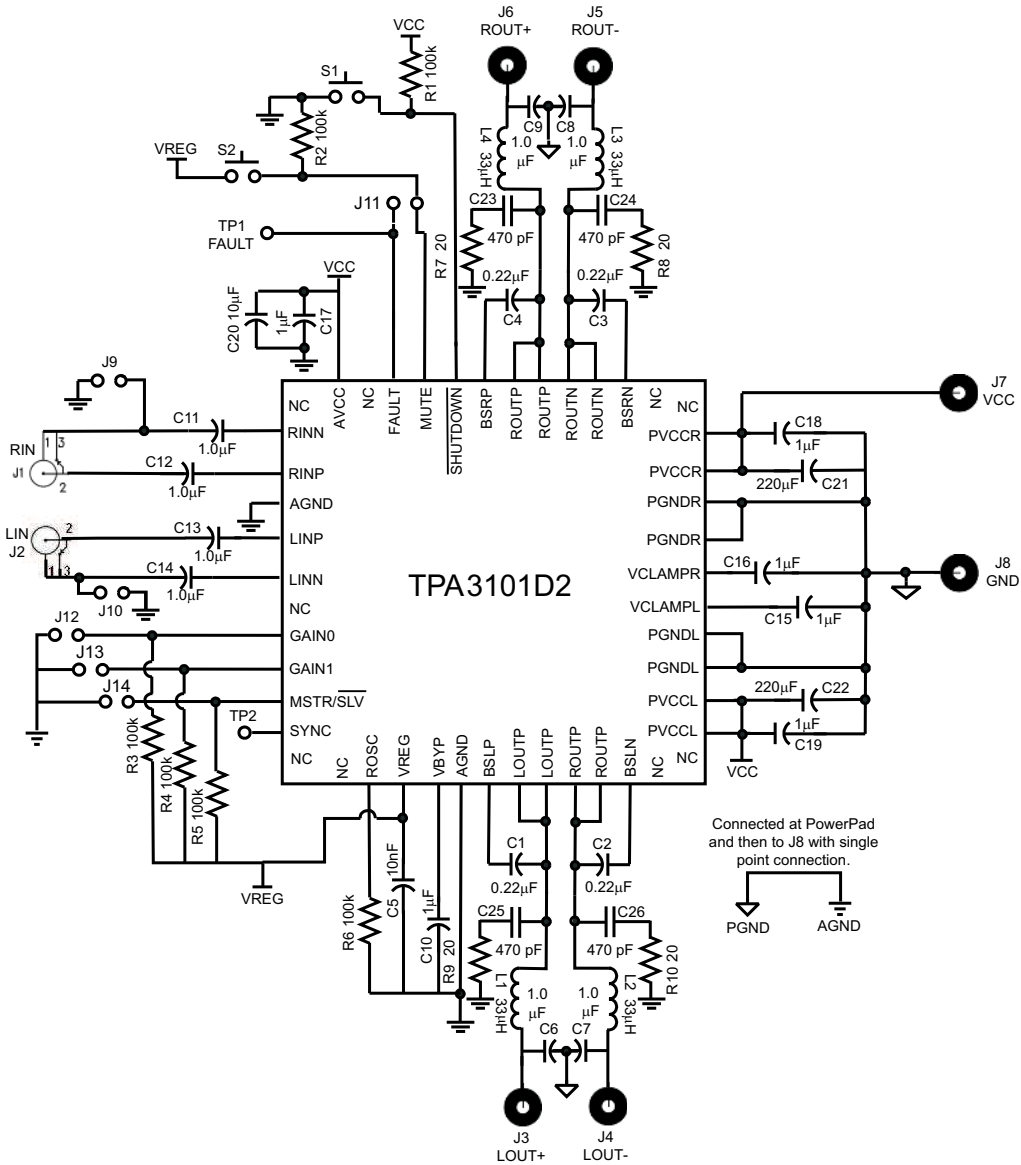 J6
ROUT+
J5
ROUT-
VCC
R1 100k
S1
R2 100k
VREG
S2
J11
TP1
FAULT
L4 33μH
1.0
μF
C9
C8
1.0
μF
L3 33μH
C23
470 pF
R7 20
C24
470 pF
R8 20
0.22μF
C4
0.22μF
C3
VCC
C20 10μF
1μF
C17
J9
RIN
1
3
2
J1
C11
1.0μF
C12
1.0μF
LIN
J2
2
1
3
C13
1.0μF
C14
1.0μF
J10
J12
J13
J14
TP2
R3 100k
R4 100k
R5 100k
VREG
NC
AVCC
NC
FAULT
MUTE
SHUTDOWN
BSRP
ROUTP
ROUTP
ROUTN
ROUTN
BSRN
NC
NC
RINN
RINP
AGND
LINP
LINN
NC
GAIN0
GAIN1
MSTR/SLV
SYNC
NC
TPA3101D2
PVCCR
PVCCR
PGNDR
PGNDR
VCLAMPR
VCLAMPL
PGNDL
PGNDL
PVCCL
PVCCL
NC
NC
ROSC
VREG
VBYP
AGND
BSLP
LOUTP
LOUTP
ROUTP
ROUTP
BSLN
NC
J7
VCC
C18
1μF
220μF
C21
C16
1μF
J8
GND
C15
1μF
220μF
C22
1μF
C19
VCC
R6 100k
C5
10nF
C10
1μF
R9 20
C1
0.22μF
C2
0.22μF
C25
470 pF
C26
470 pF
R10 20
L1 33μH
1.0
μF
1.0
μF
L2 33μH
C6
C7
J3
LOUT+
J4
LOUT-
Connected at PowerPad
and then to J8 with single
point connection.
PGND
AGND